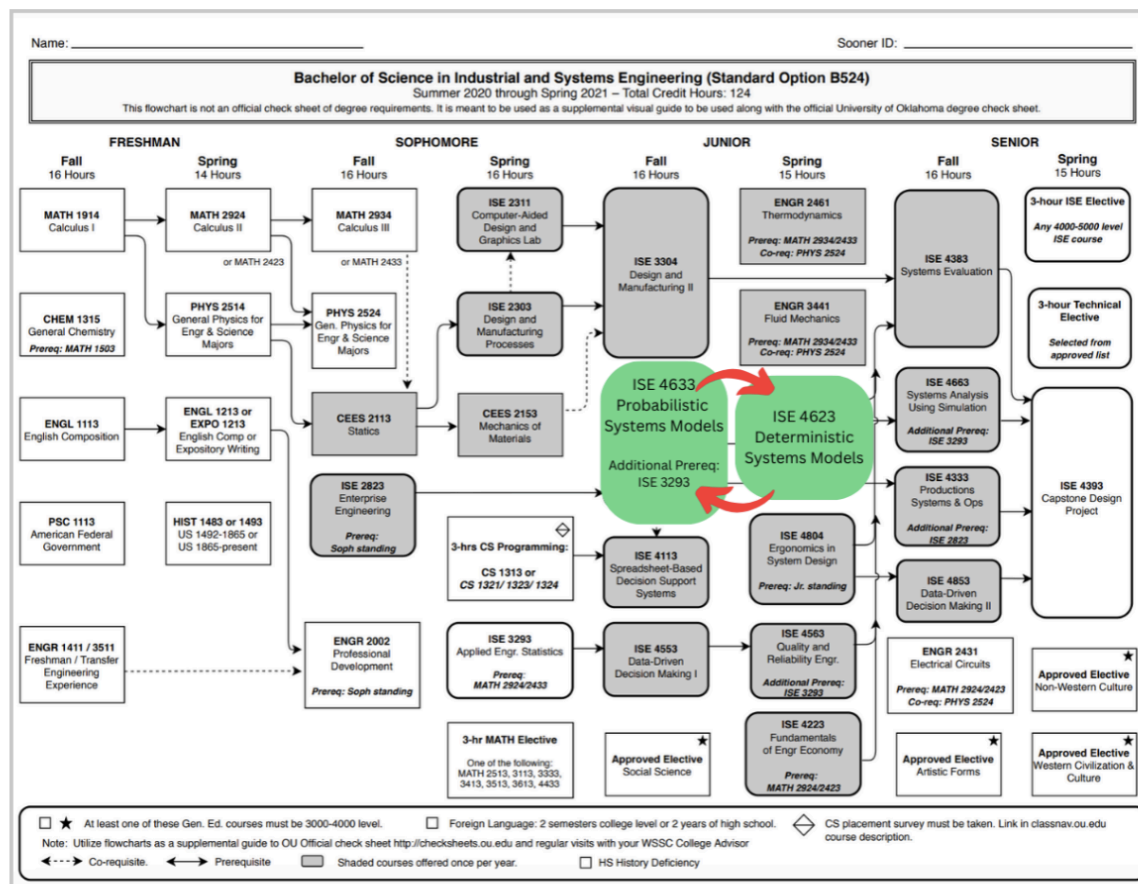 Name:
Sooner ID:
Bachelor of Science in Industrial and Systems Engineering (Standard Option B524)
Summer 2020 through Spring 2021 – Total Credit Hours: 124
This flowchart is not an official check sheet of degree requirements. It is meant to be used as a supplemental visual guide to be used along with the official University of Oklahoma degree check sheet.
FRESHMAN
SOPHOMORE
JUNIOR
SENIOR
Fall
16 Hours
Spring
14 Hours
Fall
16 Hours
Spring
16 Hours
Fall
16 Hours
Spring
15 Hours
Fall
16 Hours
Spring
15 Hours
MATH 1914
Calculus I
CHEM 1315
General Chemistry
Prereq: MATH 1503
ENGL 1113
English Composition
PSC 1113
American Federal
Government
ENGR 1411 / 3511
Freshman / Transfer
Engineering
Experience
MATH 2924
Calculus II
or MATH 2423
PHYS 2514
General Physics for
Engr & Science
Majors
ENGL 1213 or
EXPO 1213
English Comp or
Expository Writing
HIST 1483 or 1493
US 1492-1865 or
US 1865-present
MATH 2934
Calculus III
or MATH 2433
PHYS 2524
Gen. Physics for
Engr & Science
Majors
CEES 2113
Statics
ISE 2823
Enterprise
Engineering
Prereq:
Soph standing
ENGR 2002
Professional
Development
Prereq: Soph standing
ISE 2311
Computer-Aided
Design and
Graphics Lab
ISE 2303
Design and
Manufacturing
Processes
CEES 2153
Mechanics of
Materials
3-hrs CS Programming:
CS 1313 or
CS 1321/ 1323/ 1324
ISE 3293
Applied Engr. Statistics
Prereq:
MATH 2924/2433
3-hr MATH Elective
One of the following:
MATH 2513, 3113, 3333,
3413, 3513, 3613, 4433
ISE 3304
Design and
Manufacturing II
ISE 4633
Probabilistic
Systems Models
Additional Prereq:
ISE 3293
ISE 4113
Spreadsheet-Based
Decision Support
Systems
ISE 4553
Data-Driven
Decision Making I
Approved Elective
Social Science
ENGR 2461
Thermodynamics
Prereq: MATH 2934/2433
Co-req: PHYS 2524
ENGR 3441
Fluid Mechanics
Prereq: MATH 2934/2433
Co-req: PHYS 2524
ISE 4623
Deterministic
Systems Models
ISE 4804
Ergonomics in
System Design
Prereq: Jr. standing
ISE 4563
Quality and
Reliability Engr.
Additional Prereq:
ISE 3293
ISE 4223
Fundamentals
of Engr Economy
Prereq:
MATH 2924/2423
ISE 4383
Systems Evaluation
ISE 4663
Systems Analysis
Using Simulation
Additional Prereq:
ISE 3293
ISE 4333
Productions
Systems & Ops
Additional Prereq:
ISE 2823
ISE 4853
Data-Driven
Decision Making II
ENGR 2431
Electrical Circuits
Prereq: MATH 2924/2423
Co-req: PHYS 2524
Approved Elective
Artistic Forms
3-hour ISE Elective
Any 4000-5000 level
ISE course
3-hour Technical
Elective
Selected from
approved list
ISE 4393
Capstone Design
Project
Approved Elective
Non-Western Culture
Approved Elective
Western Civilization &
Culture
At least one of these Gen. Ed. courses must be 3000-4000 level.
Foreign Language: 2 semesters college level or 2 years of high school.
CS placement survey must be taken. Link in classnav.ou.edu
course description.
Note: Utilize flowcharts as a supplemental guide to OU Official check sheet http://checksheets.ou.edu and regular visits with your WSSC College Advisor
Co-requisite.
Prerequisite
Shaded courses offered once per year.
HS History Deficiency